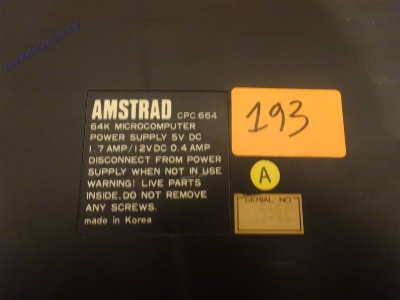 AMSTRAD CPC 664
64K MICROCOMPUTER
POWER SUPPLY 5V DC
1.7 AMP/12V DC 0.4 AMP
DISCONNECT FROM POWER
SUPPLY WHEN NOT IN USE
WARNING! LIVE PARTS
INSIDE. DO NOT REMOVE
ANY SCREWS.
made in Korea
193
A
SERIAL NO.